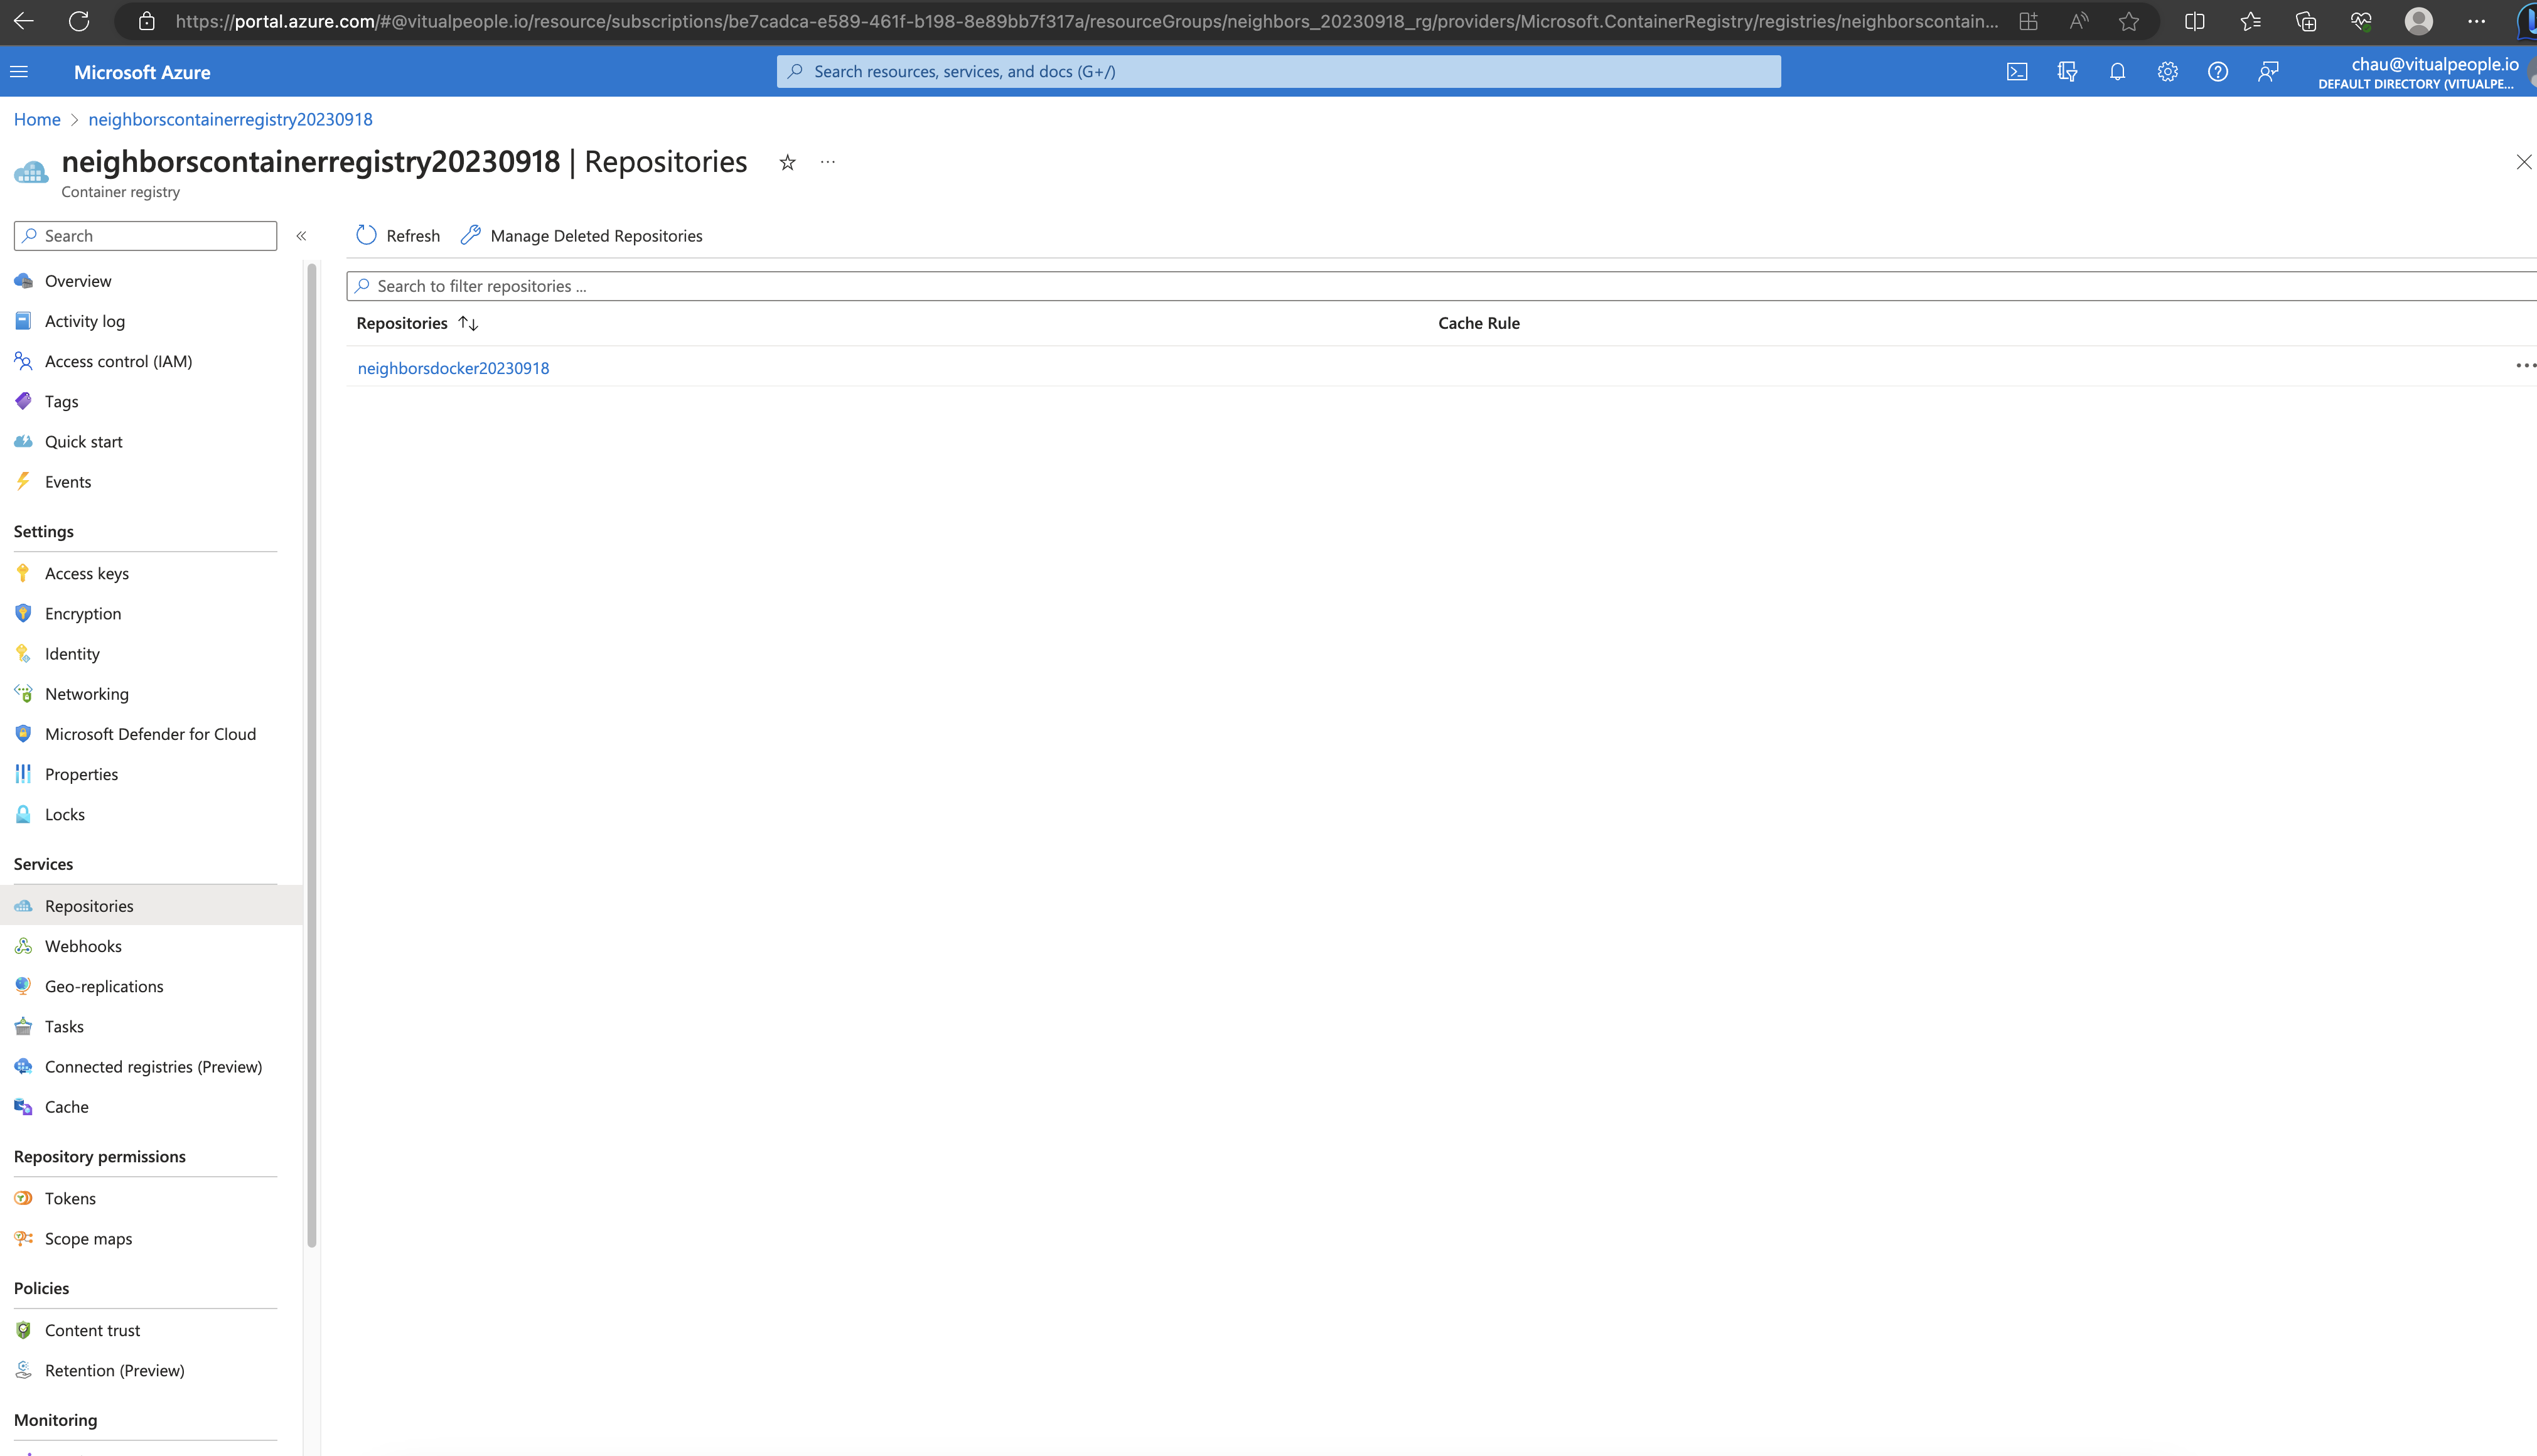 https://portal.azure.com/#@vitualpeople.io/resource/subscriptions/be7cadca-e589-461f-b198-8e89bb7f317a/resourceGroups/neighbors_20230918_rg/providers/Microsoft.ContainerRegistry/registries/neighborscontain...
Microsoft Azure
Search resources, services, and docs (G+/)
chau@vitualpeople.io
DEFAULT DIRECTORY (VITUALPE...
Home > neighborscontainerregistry20230918
neighborscontainerregistry20230918 | Repositories
Container registry
Search
Refresh
Manage Deleted Repositories
Search to filter repositories ...
Repositories
Cache Rule
neighborsdocker20230918
Overview
Activity log
Access control (IAM)
Tags
Quick start
Events
Settings
Access keys
Encryption
Identity
Networking
Microsoft Defender for Cloud
Properties
Locks
Services
Repositories
Webhooks
Geo-replications
Tasks
Connected registries (Preview)
Cache
Repository permissions
Tokens
Scope maps
Policies
Content trust
Retention (Preview)
Monitoring